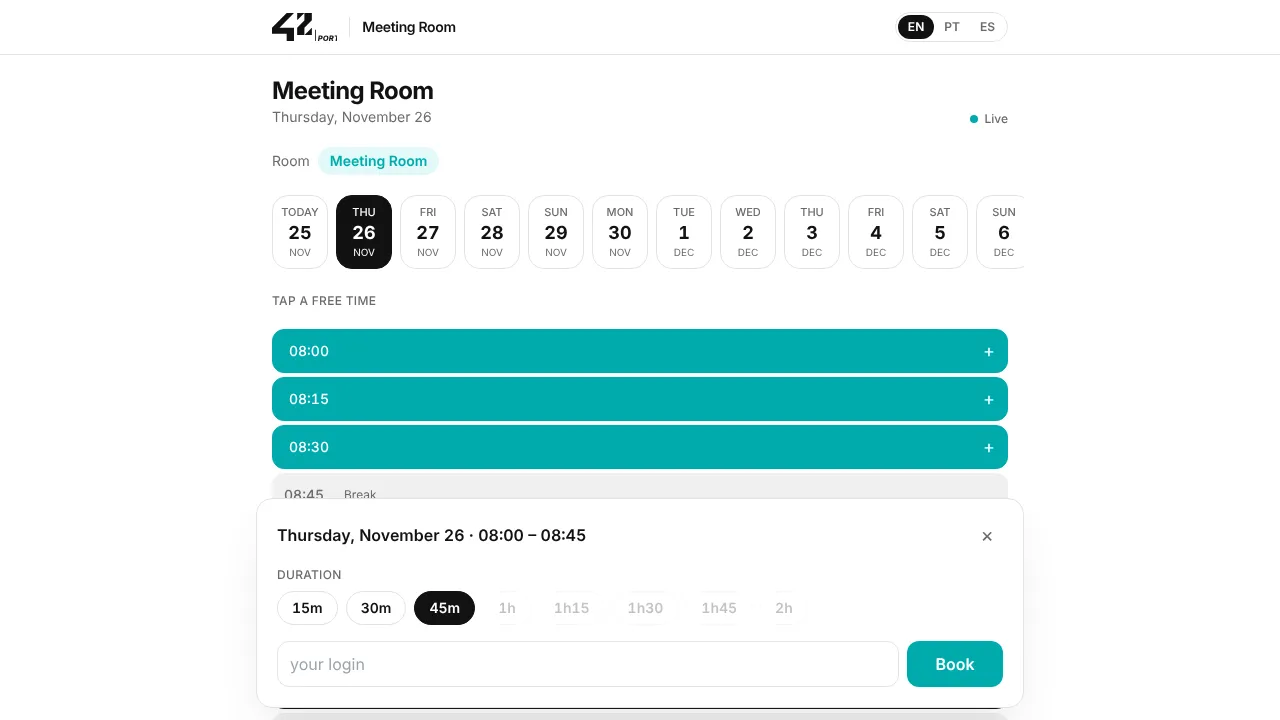 42 PORTO Meeting Room EN PT ES
Meeting Room
Thursday, November 26
Live
Room Meeting Room
TODAY THU FRI SAT SUN MON TUE WED THU FRI SAT SUN
25 26 27 28 29 30 1 2 3 4 5 6
NOV NOV NOV NOV NOV NOV DEC DEC DEC DEC DEC DEC
TAP A FREE TIME
08:00 +
08:15 +
08:30 +
08:45 Break
Thursday, November 26 · 08:00 – 08:45 ×
DURATION
15m 30m 45m 1h 1h15 1h30 1h45 2h
your login Book